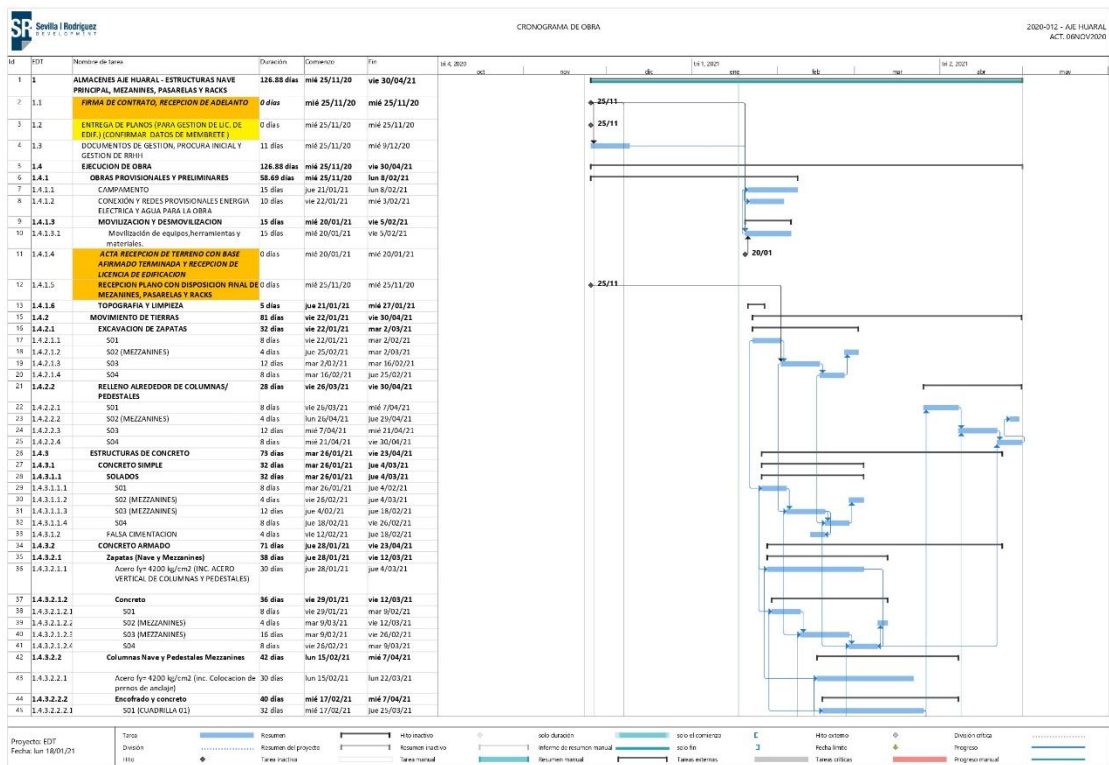 SR Sevilla | Rodriguez
DEVELOPMENT
CRONOGRAMA DE OBRA
2020-012 - AJE HUARAL
ACT. 06NOV2020
Id EDT Nombre de tarea Duración Comienzo Fin
tri 4, 2020 tri 1, 2021 tri 2, 2021
oct nov dic ene feb mar abr may
1 1 ALMACENES AJE HUARAL - ESTRUCTURAS NAVE 126.88 días mié 25/11/20 vie 30/04/21
PRINCIPAL, MEZANINES, PASARELAS Y RACKS
2 1.1 FIRMA DE CONTRATO, RECEPCION DE ADELANTO 0 días mié 25/11/20 mié 25/11/20 25/11
3 1.2 ENTREGA DE PLANOS (PARA GESTION DE LIC. DE 0 días mié 25/11/20 mié 25/11/20 25/11
EDIF.) (CONFIRMAR DATOS DE MEMBRETE )
4 1.3 DOCUMENTOS DE GESTION, PROCURA INICIAL Y 11 días mié 25/11/20 mié 9/12/20
GESTION DE RRHH
5 1.4 EJECUCION DE OBRA 126.88 días mié 25/11/20 vie 30/04/21
6 1.4.1 OBRAS PROVISIONALES Y PRELIMINARES 58.69 días mié 25/11/20 lun 8/02/21
7 1.4.1.1 CAMPAMENTO 15 días jue 21/01/21 lun 8/02/21
8 1.4.1.2 CONEXIÓN Y REDES PROVISIONALES ENERGIA 10 días vie 22/01/21 mié 3/02/21
ELECTRICA Y AGUA PARA LA OBRA
9 1.4.1.3 MOVILIZACION Y DESMOVILIZACION 15 días mié 20/01/21 vie 5/02/21
10 1.4.1.3.1 Movilización de equipos,herramientas y 15 días mié 20/01/21 vie 5/02/21
materiales.
11 1.4.1.4 ACTA RECEPCION DE TERRENO CON BASE 0 días mié 20/01/21 mié 20/01/21 20/01
AFIRMADO TERMINADA Y RECEPCION DE
LICENCIA DE EDIFICACION
12 1.4.1.5 RECEPCION PLANO CON DISPOSICION FINAL DE 0 días mié 25/11/20 mié 25/11/20 25/11
MEZANINES, PASARELAS Y RACKS
13 1.4.1.6 TOPOGRAFIA Y LIMPIEZA 5 días jue 21/01/21 mié 27/01/21
15 1.4.2 MOVIMIENTO DE TIERRAS 81 días vie 22/01/21 vie 30/04/21
16 1.4.2.1 EXCAVACION DE ZAPATAS 32 días vie 22/01/21 mar 2/03/21
17 1.4.2.1.1 S01 8 días vie 22/01/21 mar 2/02/21
18 1.4.2.1.2 S02 (MEZZANINES) 4 días jue 25/02/21 mar 2/03/21
19 1.4.2.1.3 S03 12 días mar 2/02/21 mar 16/02/21
20 1.4.2.1.4 S04 8 días mar 16/02/21 jue 25/02/21
21 1.4.2.2 RELLENO ALREDEDOR DE COLUMNAS/ 28 días vie 26/03/21 vie 30/04/21
PEDESTALES
22 1.4.2.2.1 S01 8 días vie 26/03/21 mié 7/04/21
23 1.4.2.2.2 S02 (MEZZANINES) 4 días lun 26/04/21 jue 29/04/21
24 1.4.2.2.3 S03 12 días mié 7/04/21 mié 21/04/21
25 1.4.2.2.4 S04 8 días mié 21/04/21 vie 30/04/21
26 1.4.3 ESTRUCTURAS DE CONCRETO 73 días mar 26/01/21 vie 23/04/21
27 1.4.3.1 CONCRETO SIMPLE 32 días mar 26/01/21 jue 4/03/21
28 1.4.3.1.1 SOLADOS 32 días mar 26/01/21 jue 4/03/21
29 1.4.3.1.1.1 S01 8 días mar 26/01/21 jue 4/02/21
30 1.4.3.1.1.2 S02 (MEZZANINES) 4 días vie 26/02/21 jue 4/03/21
31 1.4.3.1.1.3 S03 (MEZZANINES) 12 días jue 4/02/21 jue 18/02/21
32 1.4.3.1.1.4 S04 8 días jue 18/02/21 vie 26/02/21
33 1.4.3.1.2 FALSA CIMENTACION 4 días vie 12/02/21 jue 18/02/21
34 1.4.3.2 CONCRETO ARMADO 71 días jue 28/01/21 vie 23/04/21
35 1.4.3.2.1 Zapatas (Nave y Mezzanines) 38 días jue 28/01/21 vie 12/03/21
36 1.4.3.2.1.1 Acero fy= 4200 kg/cm2 (INC. ACERO 30 días jue 28/01/21 jue 4/03/21
VERTICAL DE COLUMNAS Y PEDESTALES)
37 1.4.3.2.1.2 Concreto 36 días vie 29/01/21 vie 12/03/21
38 1.4.3.2.1.2.1 S01 8 días vie 29/01/21 mar 9/02/21
39 1.4.3.2.1.2.2 S02 (MEZZANINES) 4 días mar 9/03/21 vie 12/03/21
40 1.4.3.2.1.2.3 S03 (MEZZANINES) 16 días mar 9/02/21 vie 26/02/21
41 1.4.3.2.1.2.4 S04 8 días vie 26/02/21 mar 9/03/21
42 1.4.3.2.2 Columnas Nave y Pedestales Mezzanines 42 días lun 15/02/21 mié 7/04/21
43 1.4.3.2.2.1 Acero fy= 4200 kg/cm2 (inc. Colocacion de 30 días lun 15/02/21 lun 22/03/21
pernos de anclaje)
44 1.4.3.2.2.2 Encofrado y concreto 40 días mié 17/02/21 mié 7/04/21
45 1.4.3.2.2.2.1 S01 (CUADRILLA 01) 32 días mié 17/02/21 jue 25/03/21
Proyecto: EDT
Fecha: lun 18/01/21
Tarea Resumen Hito inactivo solo duración solo el comienzo Hito externo División crítica
División Resumen del proyecto Resumen inactivo Informe de resumen manual solo fin Fecha límite Progreso
Hito Tarea inactiva Tarea manual Resumen manual Tareas externas Tareas críticas Progreso manual